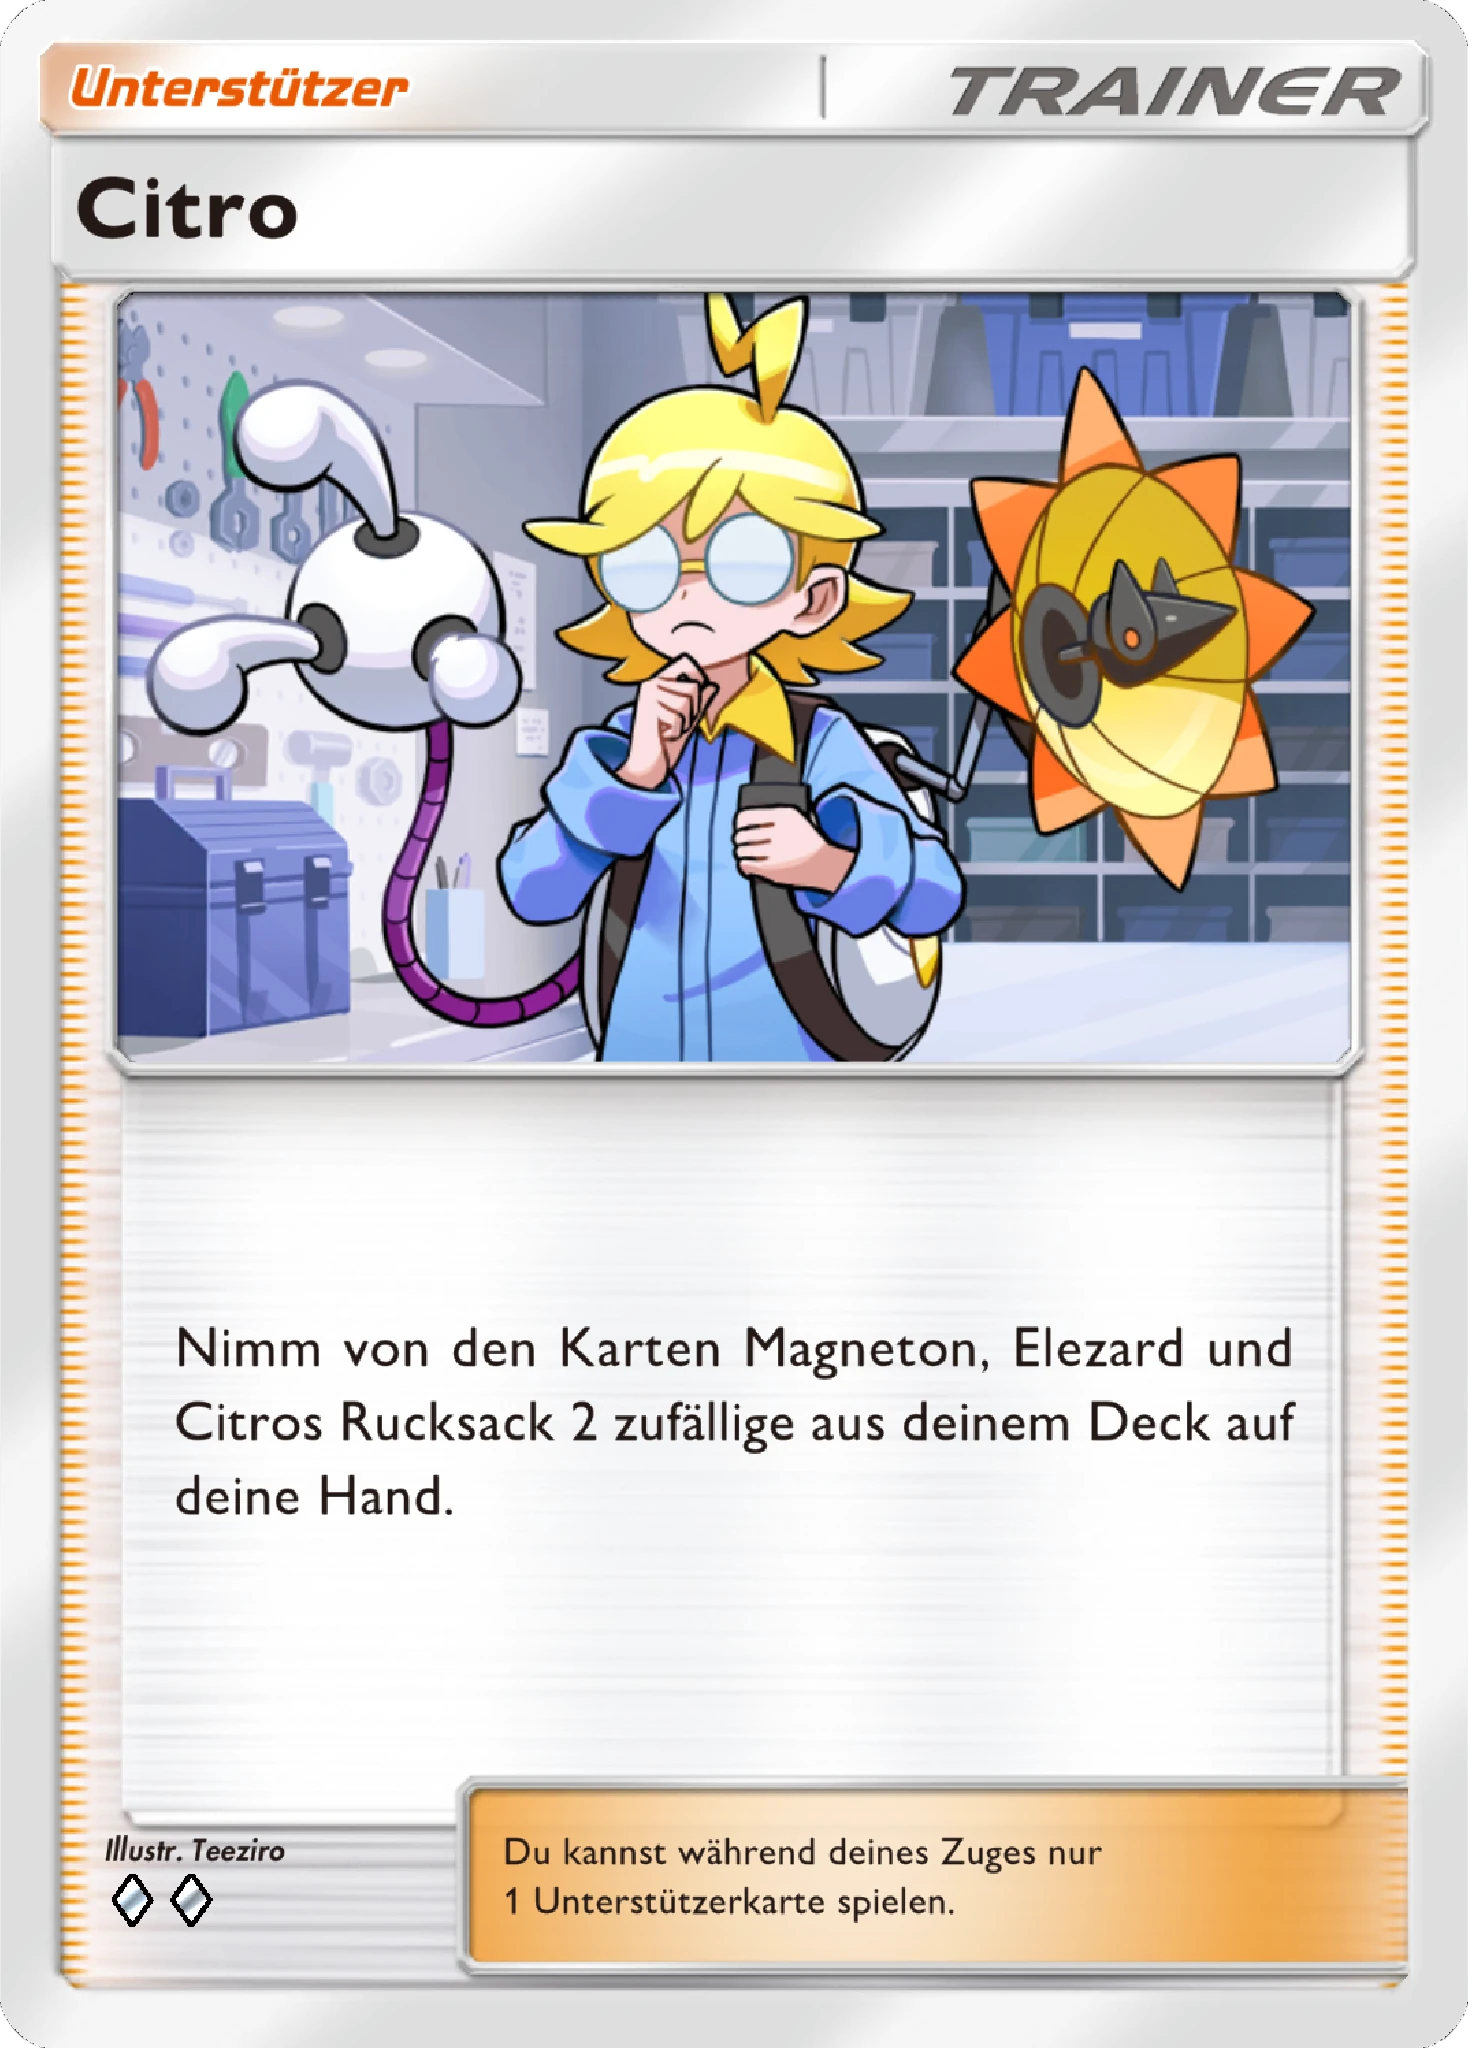 Unterstützer
TRAINER
Citro
Nimm von den Karten Magneton, Elezard und
Citros Rucksack 2 zufällige aus deinem Deck auf
deine Hand.
Illustr. Teeziro
Du kannst während deines Zuges nur
1 Unterstützerkarte spielen.